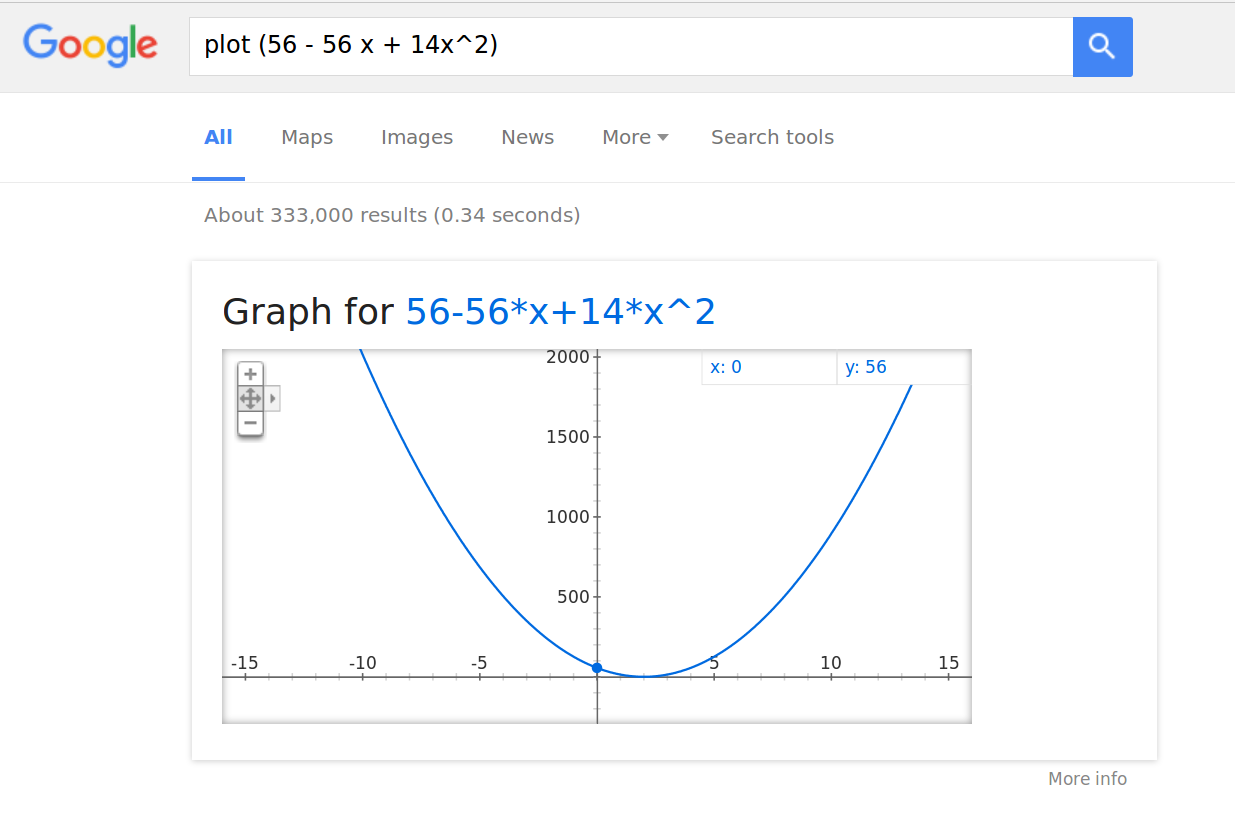 Google
plot (56 - 56 x + 14x^2)
All Maps Images News More Search tools
About 333,000 results (0.34 seconds)
Graph for 56-56*x+14*x^2
x: 0 y: 56
2000
1500
1000
500
-15 -10 -5 5 10 15
More info